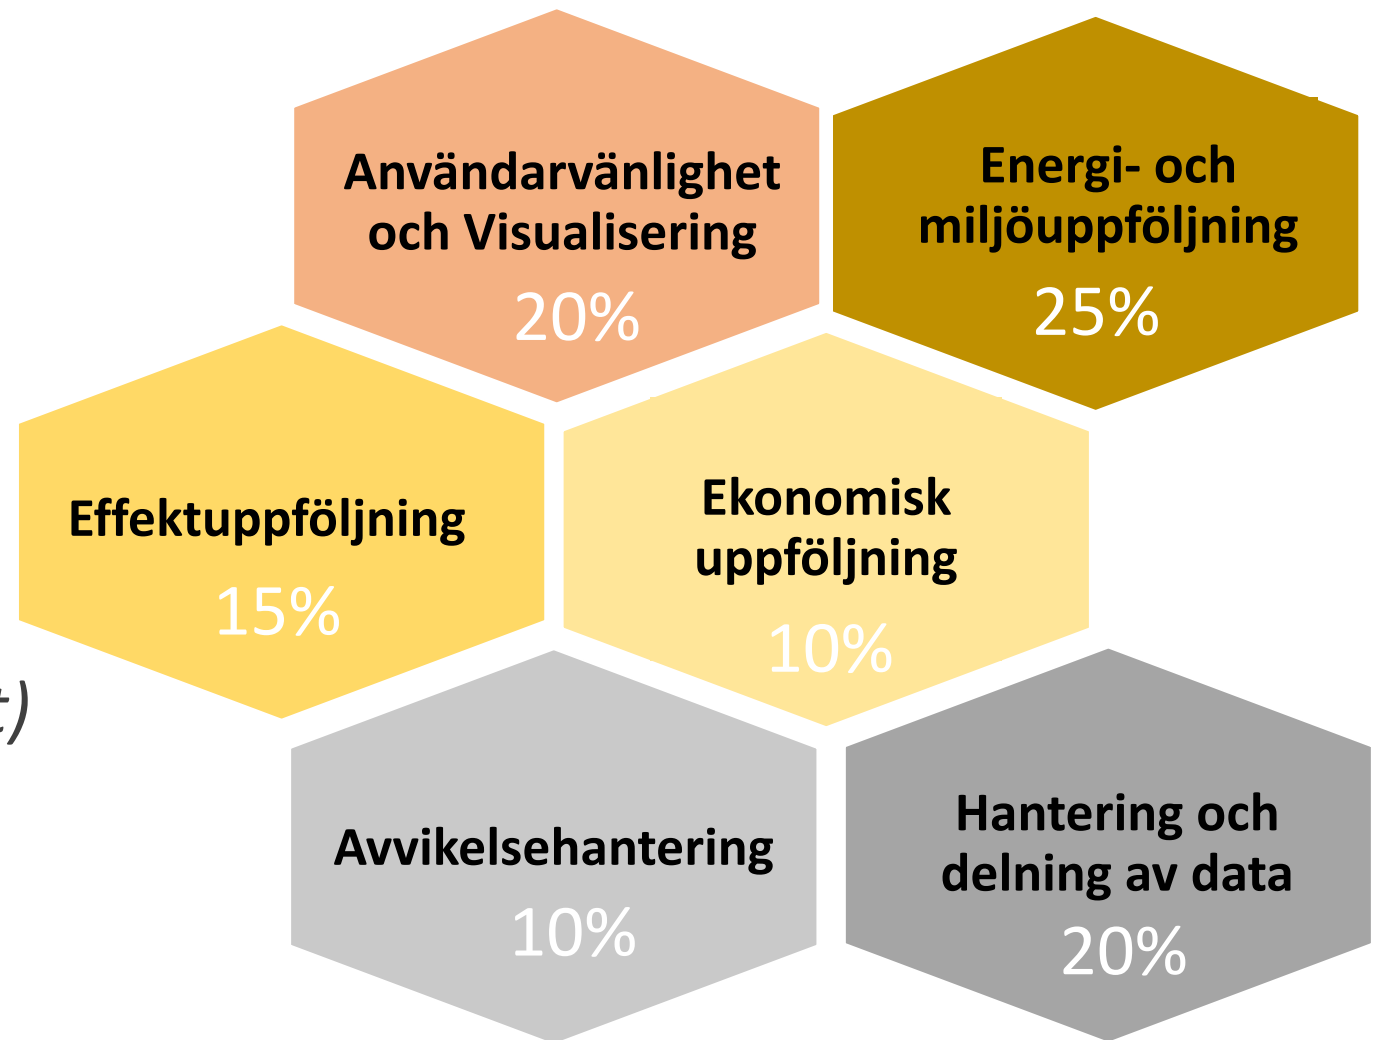 Användarvänlighet
och Visualisering
20%
Energi- och
miljöuppföljning
25%
Effektuppföljning
15%
Ekonomisk
uppföljning
10%
t)
Avvikelsehantering
10%
Hantering och
delning av data
20%